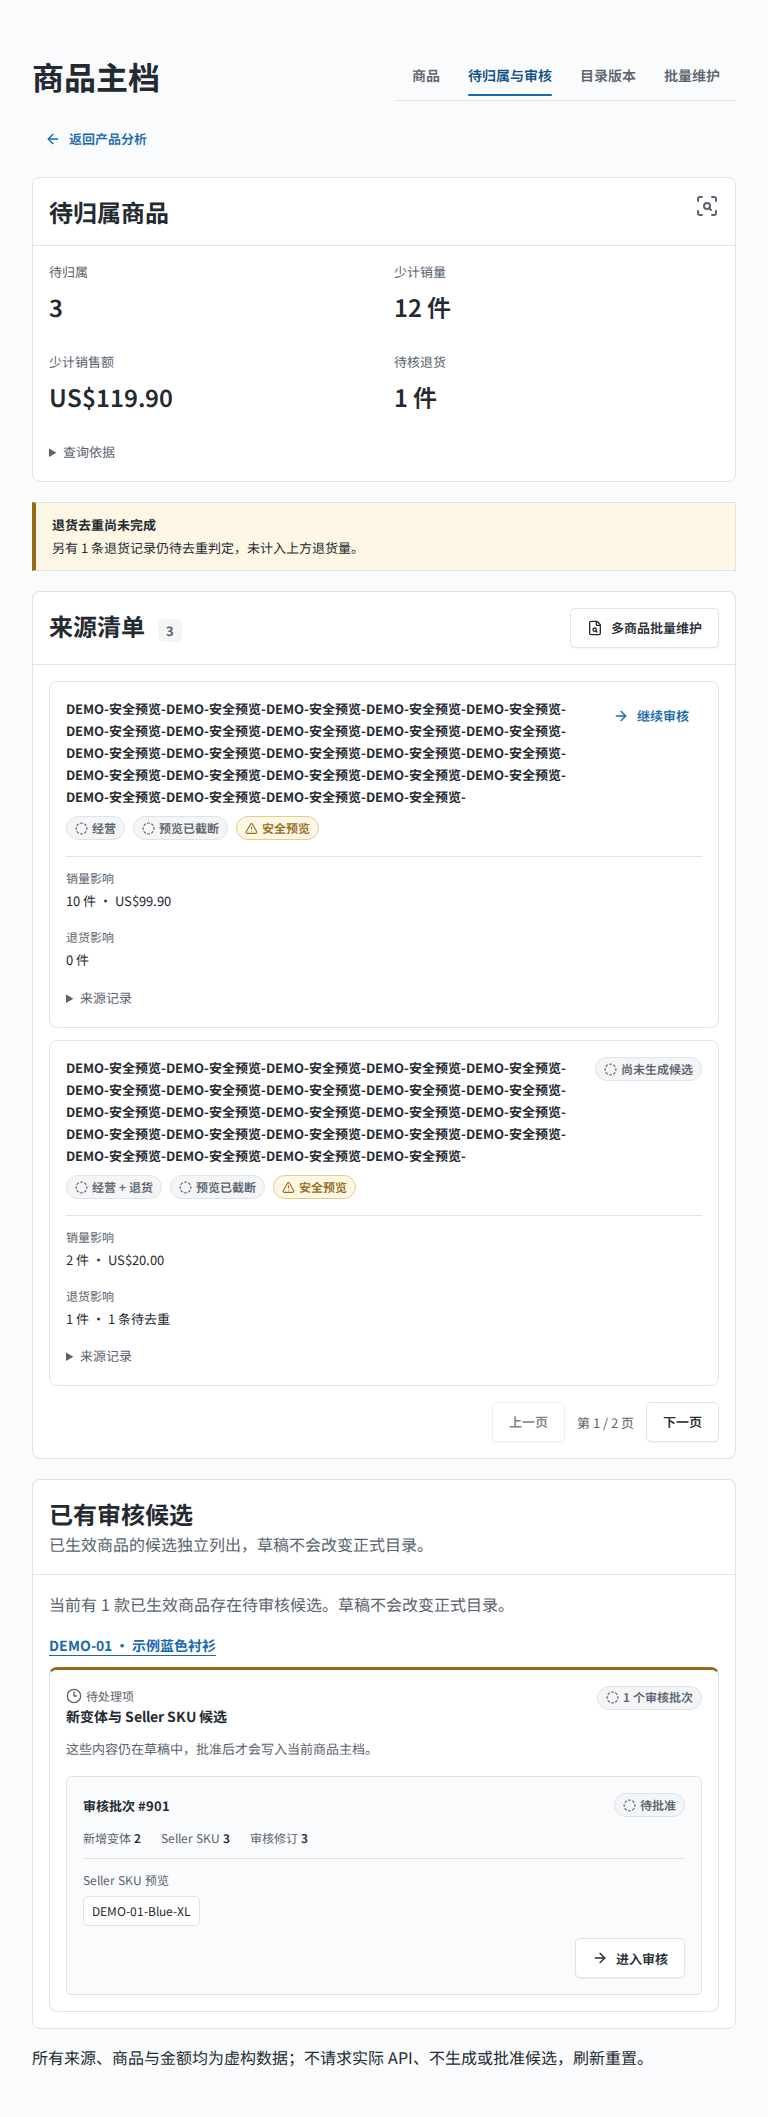 商品主档
商品 待归属与审核 目录版本 批量维护
返回产品分析
待归属商品
待归属 少计销量
3 12 件
少计销售额 待核退货
US$119.90 1 件
查询依据
退货去重尚未完成
另有 1 条退货记录仍待去重判定，未计入上方退货量。
来源清单 3 多商品批量维护
DEMO-安全预览-DEMO-安全预览-DEMO-安全预览-DEMO-安全预览-DEMO-安全预览- 继续审核
DEMO-安全预览-DEMO-安全预览-DEMO-安全预览-DEMO-安全预览-DEMO-安全预览-
DEMO-安全预览-DEMO-安全预览-DEMO-安全预览-DEMO-安全预览-DEMO-安全预览-
DEMO-安全预览-DEMO-安全预览-DEMO-安全预览-DEMO-安全预览-DEMO-安全预览-
DEMO-安全预览-DEMO-安全预览-DEMO-安全预览-DEMO-安全预览-
经营 预览已截断 安全预览
销量影响
10 件 · US$99.90
退货影响
0 件
来源记录
DEMO-安全预览-DEMO-安全预览-DEMO-安全预览-DEMO-安全预览-DEMO-安全预览- 尚未生成候选
DEMO-安全预览-DEMO-安全预览-DEMO-安全预览-DEMO-安全预览-DEMO-安全预览-
DEMO-安全预览-DEMO-安全预览-DEMO-安全预览-DEMO-安全预览-DEMO-安全预览-
DEMO-安全预览-DEMO-安全预览-DEMO-安全预览-DEMO-安全预览-DEMO-安全预览-
DEMO-安全预览-DEMO-安全预览-DEMO-安全预览-DEMO-安全预览-
经营 + 退货 预览已截断 安全预览
销量影响
2 件 · US$20.00
退货影响
1 件 · 1 条待去重
来源记录
上一页 第 1 / 2 页 下一页
已有审核候选
已生效商品的候选独立列出，草稿不会改变正式目录。
当前有 1 款已生效商品存在待审核候选。草稿不会改变正式目录。
DEMO-01 · 示例蓝色衬衫
待处理项 1 个审核批次
新变体与 Seller SKU 候选
这些内容仍在草稿中，批准后才会写入当前商品主档。
审核批次 #901 待批准
新增变体 2 Seller SKU 3 审核修订 3
Seller SKU 预览
DEMO-01-Blue-XL
进入审核
所有来源、商品与金额均为虚构数据；不请求实际 API、不生成或批准候选，刷新重置。